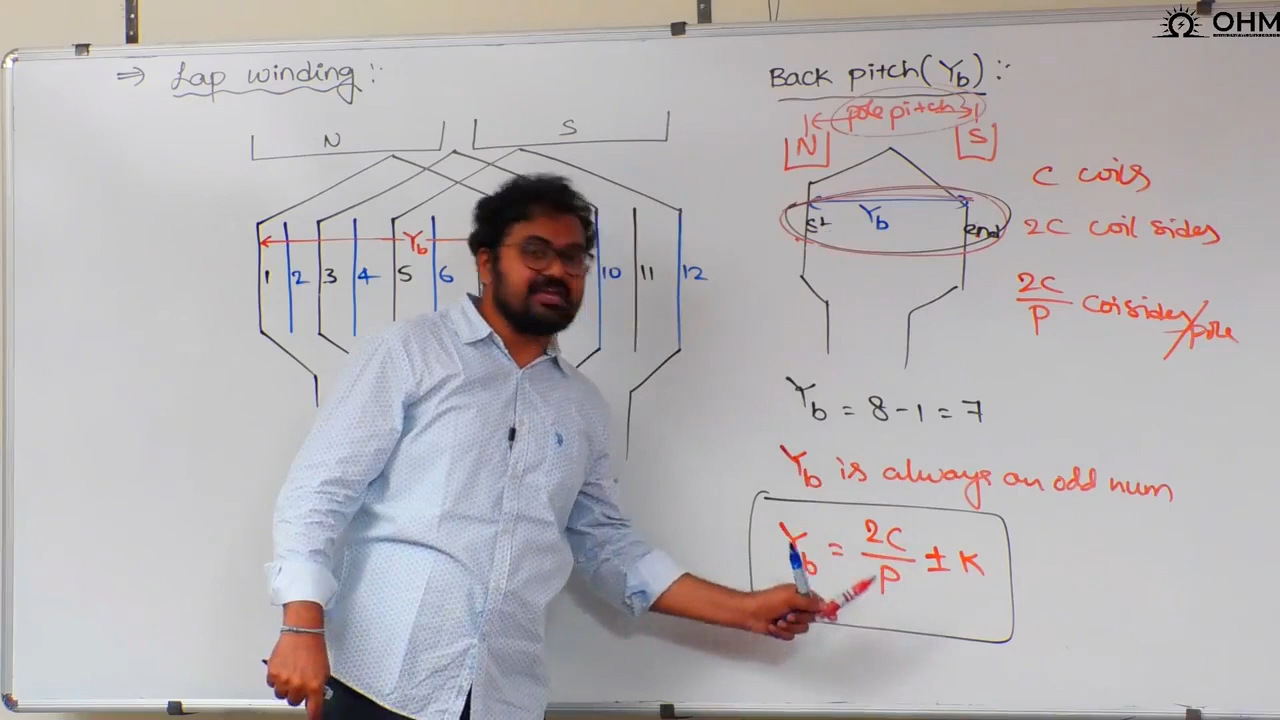 OHM
⇒ Lap winding :-
N
S
Yb
1 2 3 4 5 6 10 11 12
Back pitch (Yb) :-
pole pitch
N
S
st
Yb
end
C coils
2C coil sides
2C/P coisides/pole
Yb = 8 - 1 = 7
Yb is always an odd num
Yb = 2C/P ± K